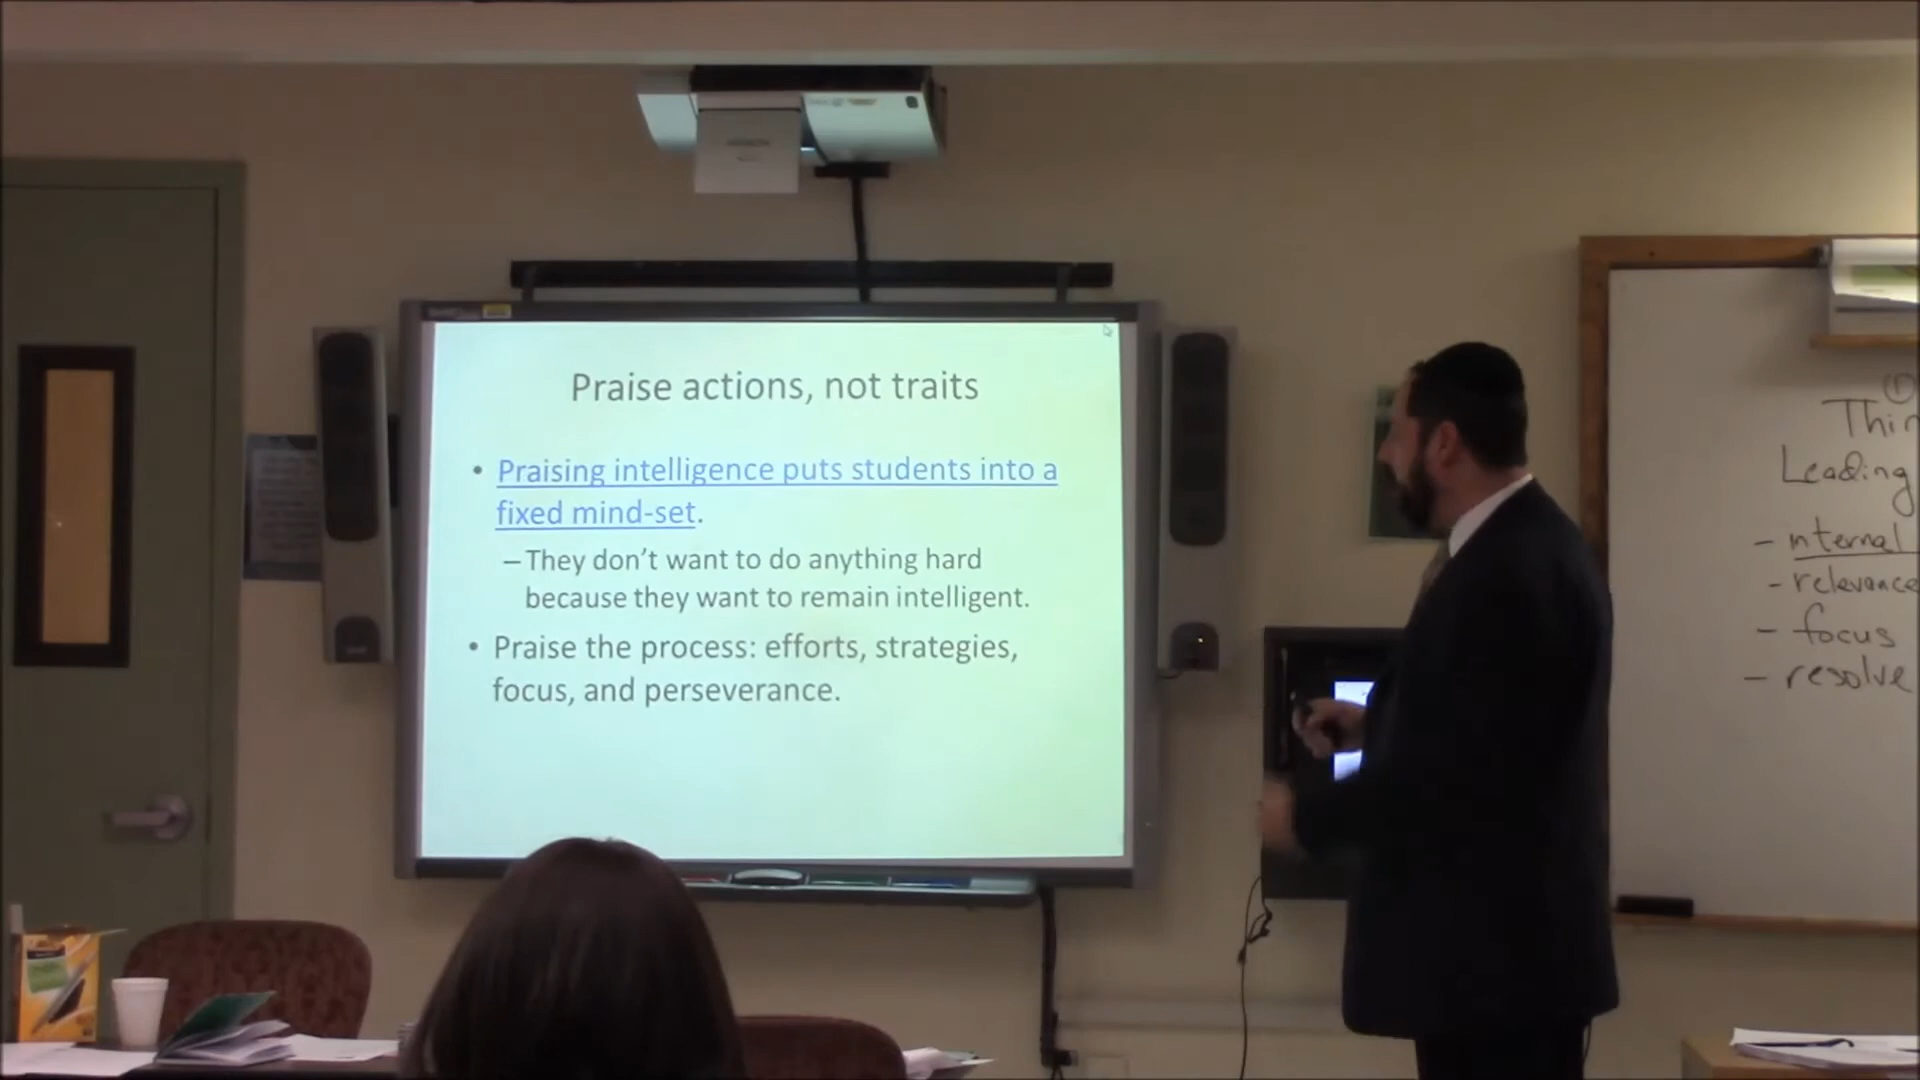 Praise actions, not traits
• Praising intelligence puts students into a
fixed mind-set.
– They don't want to do anything hard
because they want to remain intelligent.
• Praise the process: efforts, strategies,
focus, and perseverance.
①
Leading
- internal
- relevance
- focus
- resolve